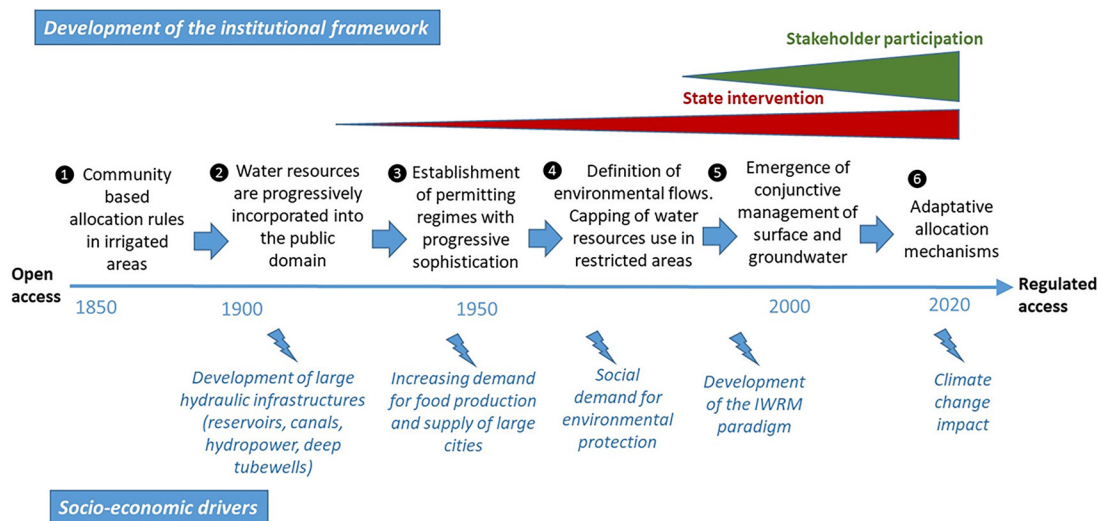 Development of the institutional framework
Stakeholder participation
State intervention
1 Community
based
allocation rules
in irrigated
areas
2 Water resources
are progressively
incorporated into
the public
domain
3 Establishment
of permitting
regimes with
progressive
sophistication
4 Definition of
environmental flows.
Capping of water
resources use in
restricted areas
5 Emergence of
conjunctive
management of
surface and
groundwater
6
Adaptative
allocation
mechanisms
Open
access
Regulated
access
1850
1900
1950
2000
2020
Development of large
hydraulic infrastructures
(reservoirs, canals,
hydropower, deep
tubewells)
Increasing demand
for food production
and supply of large
cities
Social
demand for
environmental
protection
Development
of the IWRM
paradigm
Climate
change
impact
Socio-economic drivers